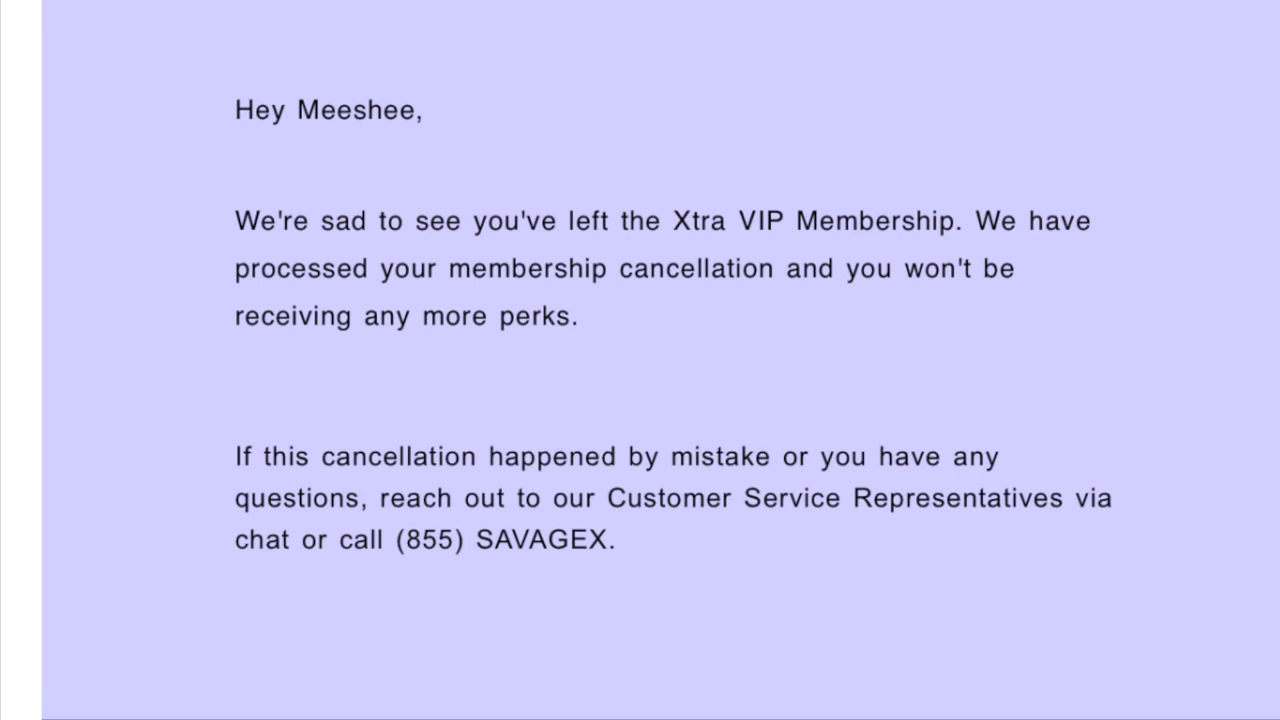 Hey Meeshee,
We're sad to see you've left the Xtra VIP Membership. We have
processed your membership cancellation and you won't be
receiving any more perks.
If this cancellation happened by mistake or you have any
questions, reach out to our Customer Service Representatives via
chat or call (855) SAVAGEX.